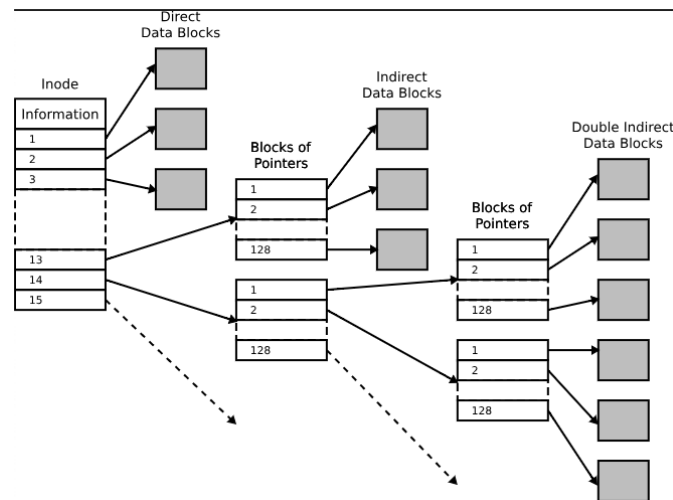 Direct
Data Blocks
Inode
Information
1
2
3
13
14
15
Blocks of
Pointers
1
2
128
1
2
128
Indirect
Data Blocks
Blocks of
Pointers
1
2
128
1
2
128
Double Indirect
Data Blocks